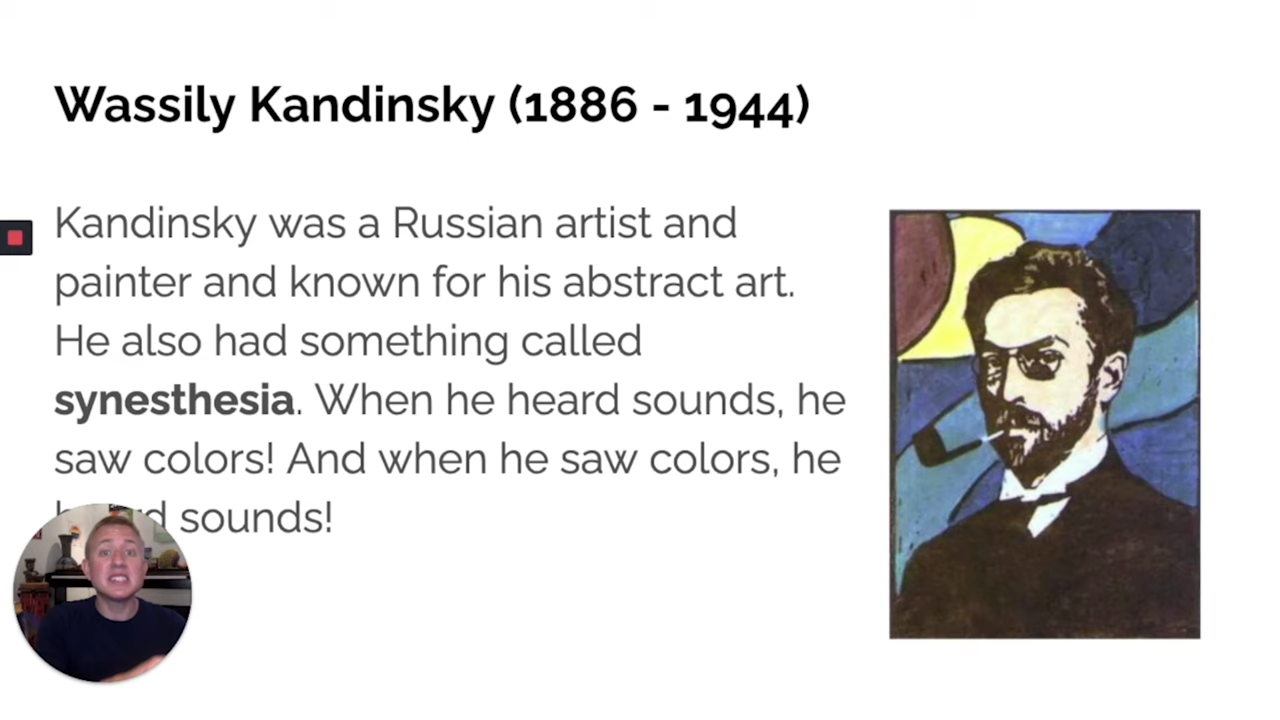 Wassily Kandinsky (1886 - 1944)
Kandinsky was a Russian artist and
painter and known for his abstract art.
He also had something called
synesthesia. When he heard sounds, he
saw colors! And when he saw colors, he
sounds!